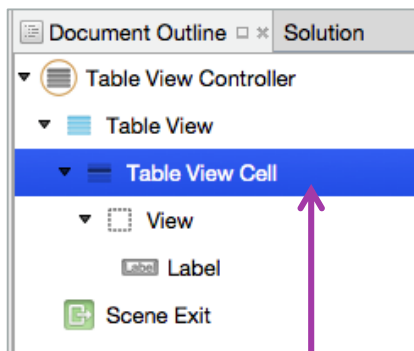 Document Outline Solution
Table View Controller
Table View
Table View Cell
View
Label Label
Scene Exit